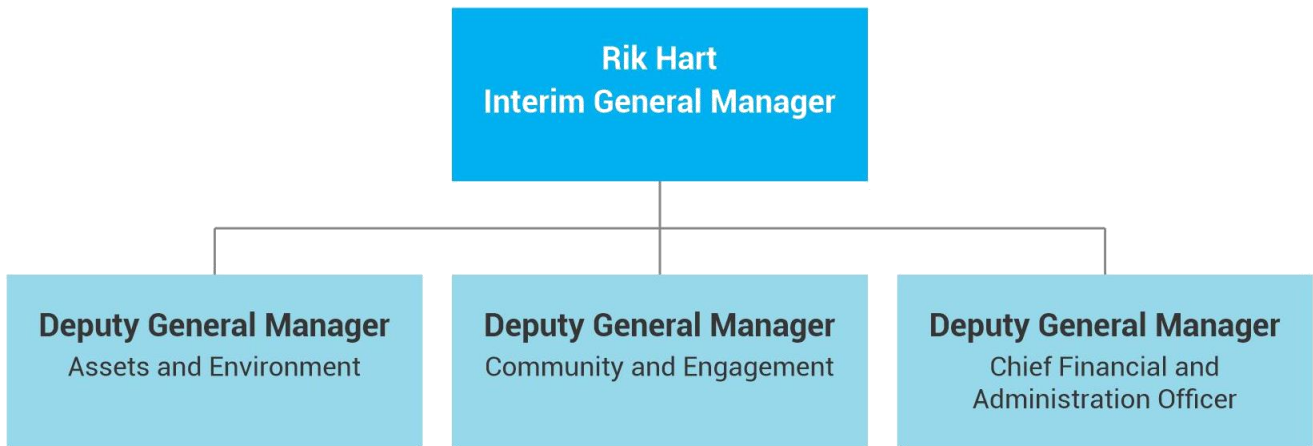 Rik Hart
Interim General Manager
Deputy General Manager
Assets and Environment
Deputy General Manager
Community and Engagement
Deputy General Manager
Chief Financial and
Administration Officer